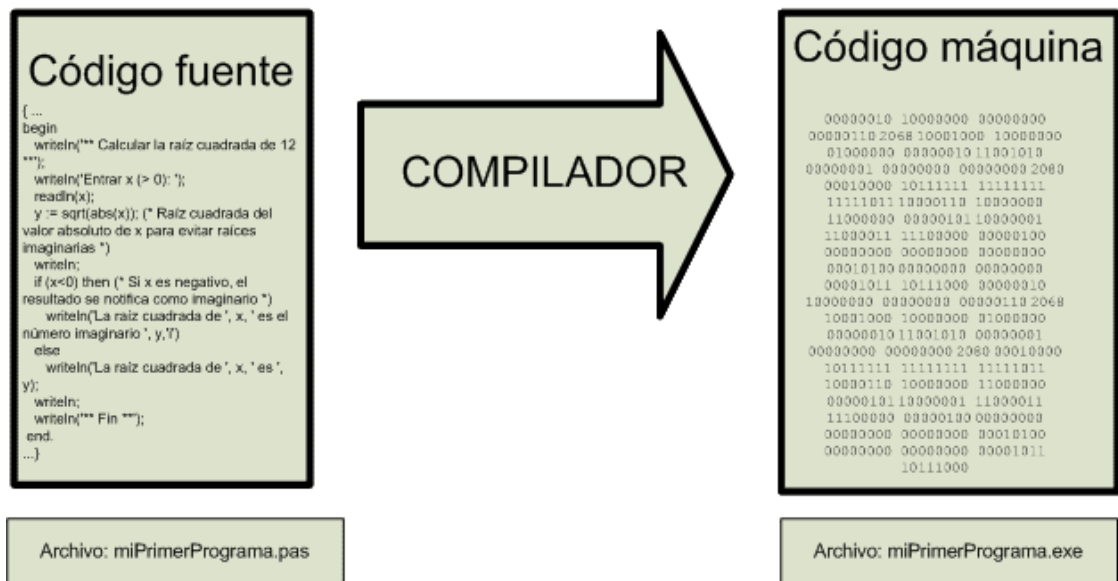 Código fuente
{ ...
begin
writeln('** Calcular la raíz cuadrada de 12
**');
writeln('Entrar x (> 0): ');
readln(x);
y := sqrt(abs(x)); (* Raíz cuadrada del
valor absoluto de x para evitar raíces
imaginarias *)
writeln;
if (x<0) then (* Si x es negativo, el
resultado se notifica como imaginario *)
writeln('La raíz cuadrada de ', x, ' es el
número imaginario ', y,'i')
else
writeln('La raíz cuadrada de ', x, ' es ',
y);
writeln;
writeln('** Fin **');
end.
...}
Archivo: miPrimerPrograma.pas
COMPILADOR
Código máquina
00000010 10000000 00000000
00000110 2068 10001000 10000000
01000000 00000010 11001010
00000001 00000000 00000000 2080
00010000 10111111 11111111
11111011 10000110 10000000
11000000 00000101 10000001
11000011 11100000 00000100
00000000 00000000 00000000
00010100 00000000 00000000
00001011 10111000 00000010
10000000 00000000 00000110 2068
10001000 10000000 01000000
00000010 11001010 00000001
00000000 00000000 2080 00010000
10111111 11111111 11111011
10000110 10000000 11000000
00000101 10000001 11000011
11100000 00000100 00000000
00000000 00000000 00010100
00000000 00000000 00001011
10111000
Archivo: miPrimerPrograma.exe